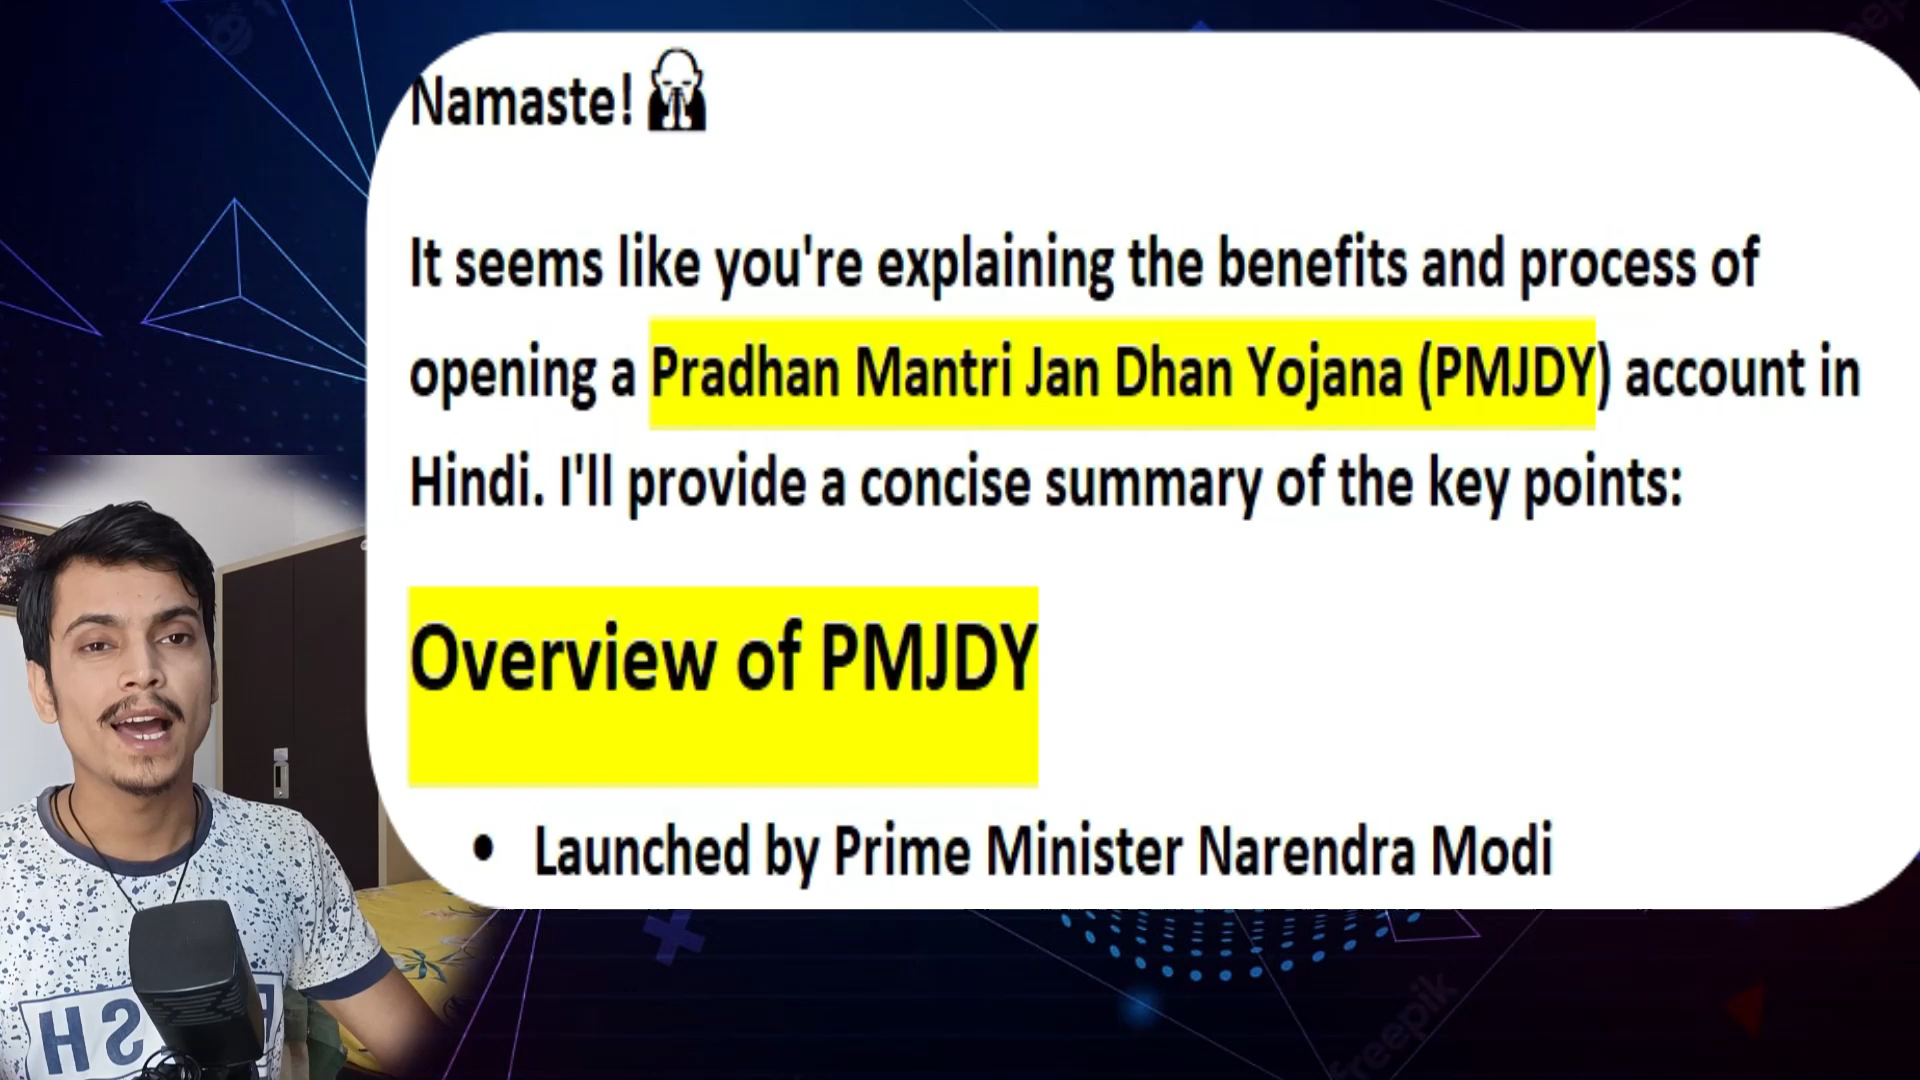 Namaste!
It seems like you're explaining the benefits and process of
opening a Pradhan Mantri Jan Dhan Yojana (PMJDY) account in
Hindi. I'll provide a concise summary of the key points:
Overview of PMJDY
• Launched by Prime Minister Narendra Modi
freepik